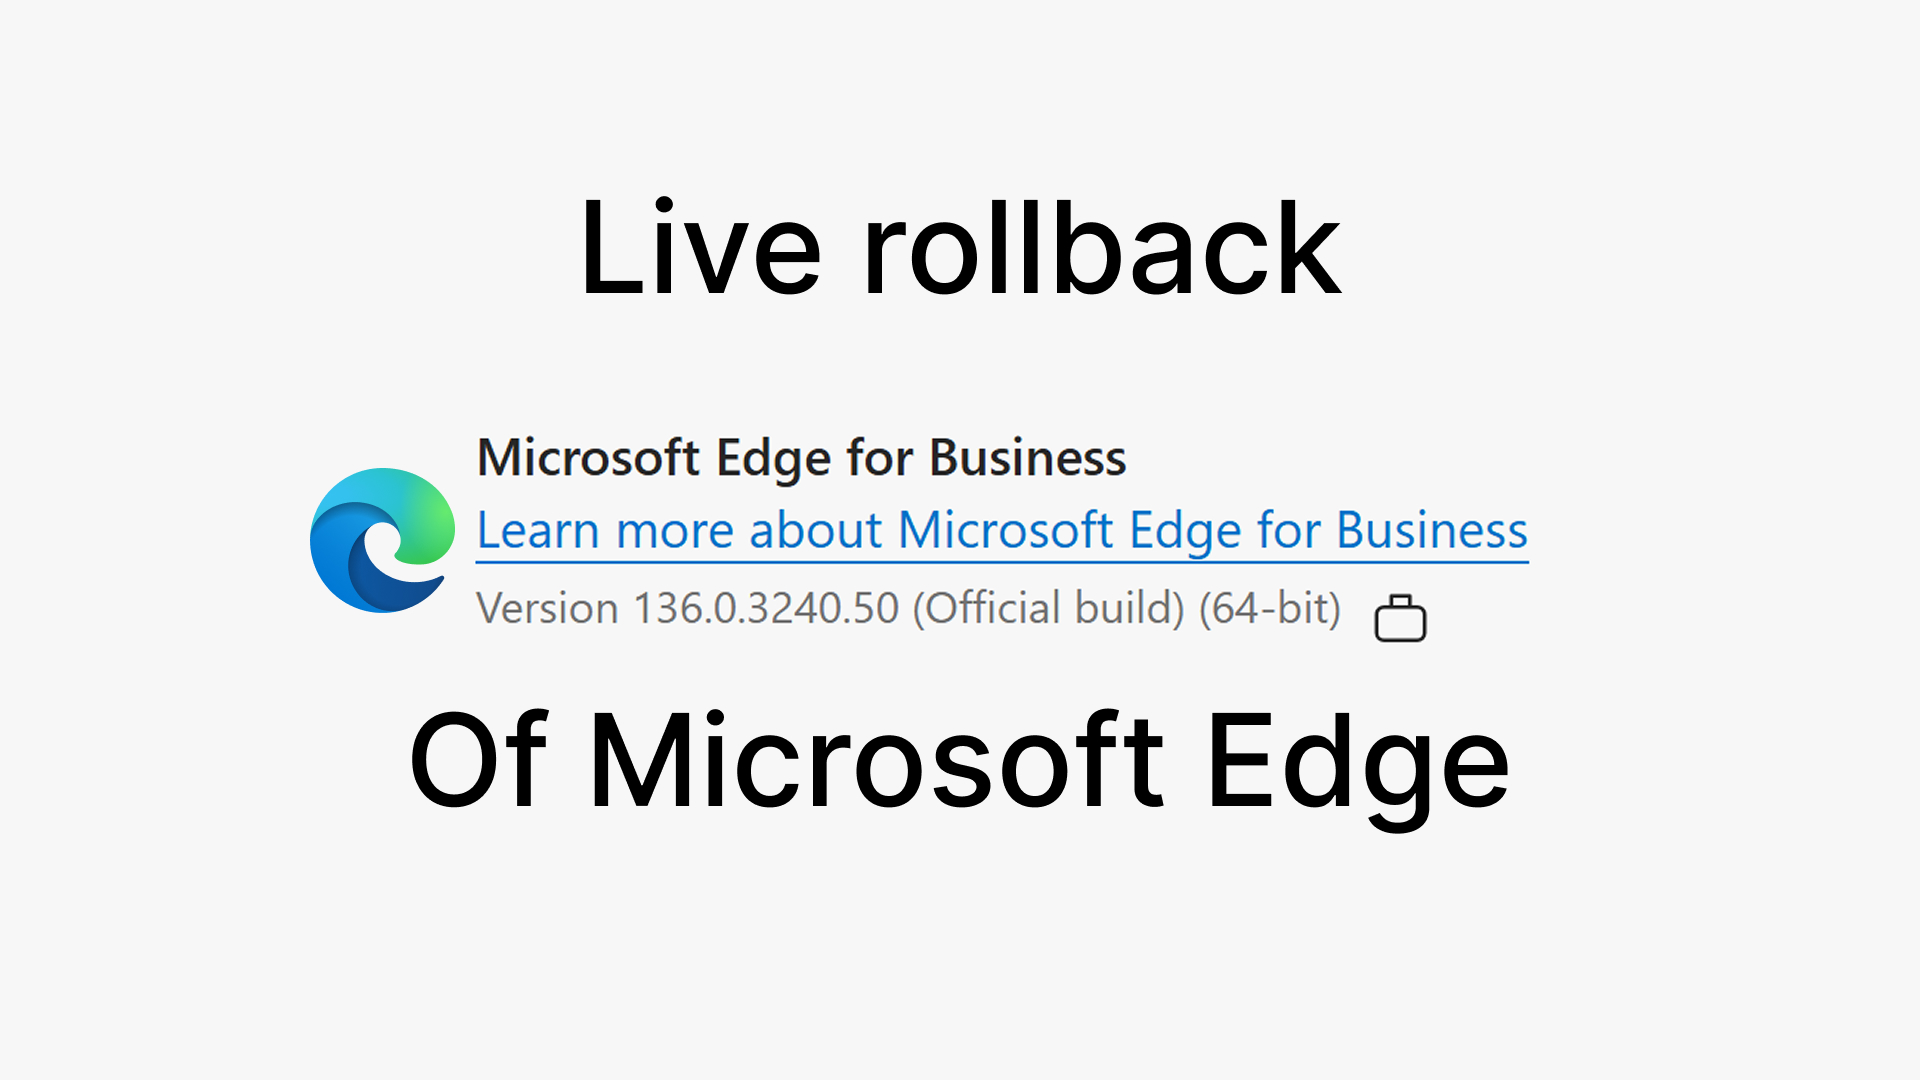 Live rollback
Microsoft Edge for Business
Learn more about Microsoft Edge for Business
Version 136.0.3240.50 (Official build) (64-bit)
Of Microsoft Edge